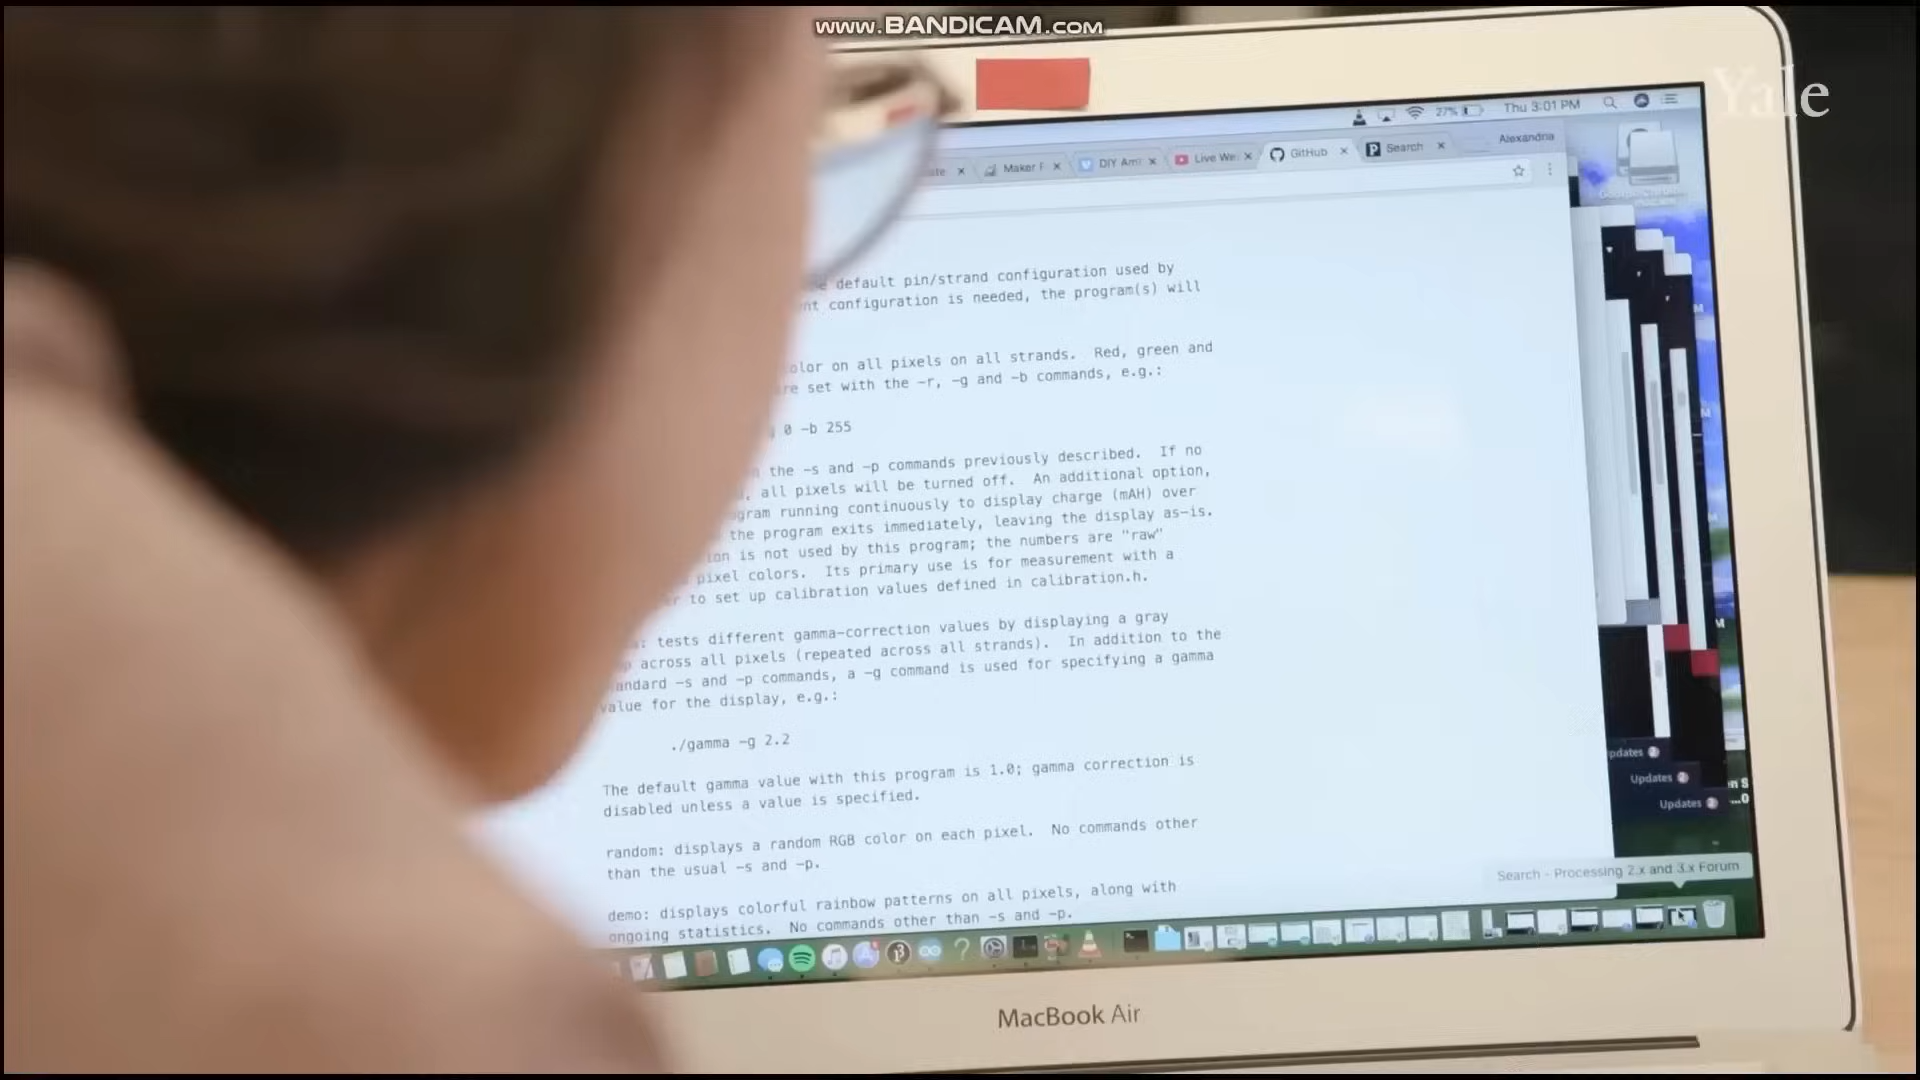 www.BANDICAM.com
Yale
27% Thu 3:01 PM
Maker F DIY Ami Live We GitHub Search Alexandria
default pin/strand configuration used by
configuration is needed, the program(s) will
color on all pixels on all strands. Red, green and
set with the -r, -g and -b commands, e.g.:
0 -b 255
the -s and -p commands previously described. If no
all pixels will be turned off. An additional option,
running continuously to display charge (mAH) over
the program exits immediately, leaving the display as-is.
is not used by this program; the numbers are "raw"
pixel colors. Its primary use is for measurement with a
to set up calibration values defined in calibration.h.
tests different gamma-correction values by displaying a gray
across all pixels (repeated across all strands). In addition to the
standard -s and -p commands, a -g command is used for specifying a gamma
value for the display, e.g.:
./gamma -g 2.2
The default gamma value with this program is 1.0; gamma correction is
disabled unless a value is specified.
random: displays a random RGB color on each pixel. No commands other
than the usual -s and -p.
demo: displays colorful rainbow patterns on all pixels, along with
ongoing statistics. No commands other than -s and -p.
Updates 2
Updates 2
Updates 2
Search - Processing 2.x and 3.x Forum
MacBook Air